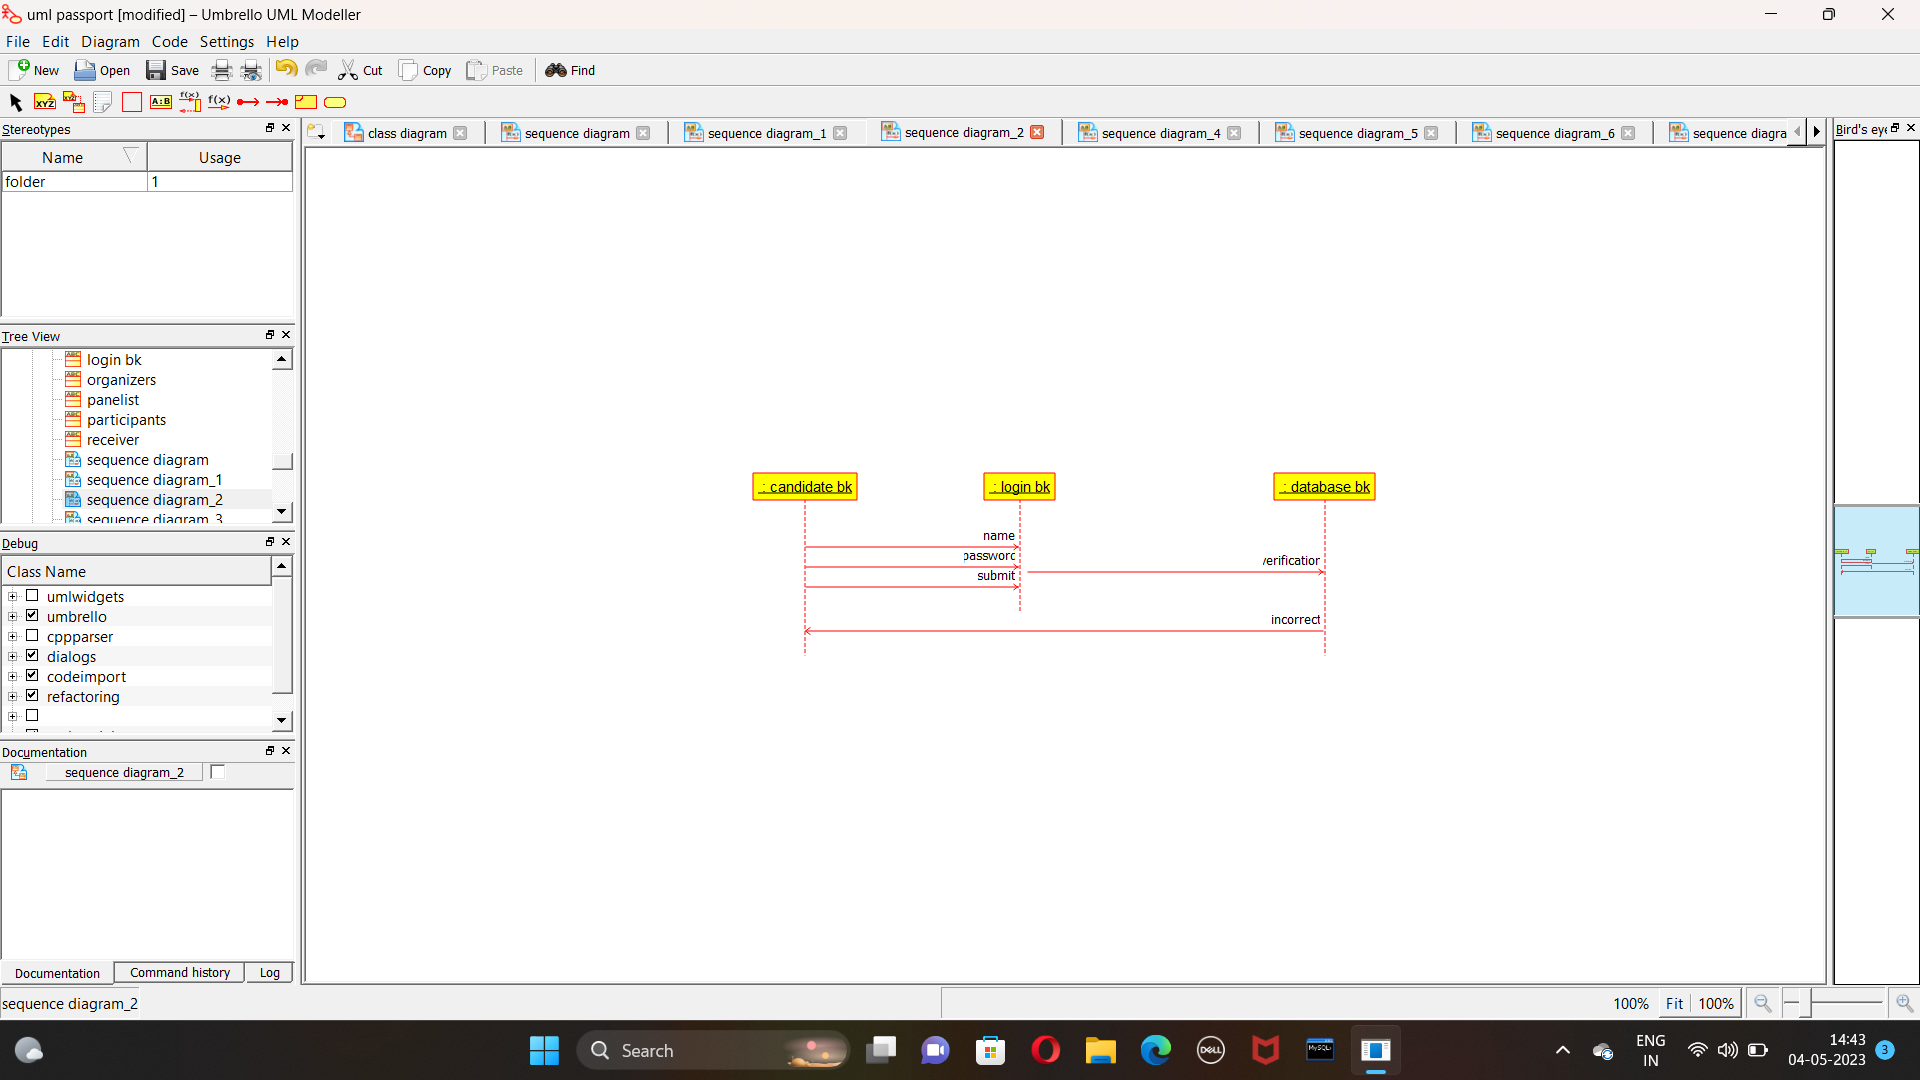 uml passport [modified] – Umbrello UML Modeller
File Edit Diagram Code Settings Help
New Open Save Cut Copy Paste Find
XYZ A:B f(x) f(x)
Stereotypes
Name Usage
folder 1
class diagram sequence diagram sequence diagram_1 sequence diagram_2 sequence diagram_4 sequence diagram_5 sequence diagram_6 sequence diagra
Bird's eye
Tree View
login bk
organizers
panelist
participants
receiver
sequence diagram
sequence diagram_1
sequence diagram_2
sequence diagram_3
: candidate bk : login bk : database bk
name
password
verification
submit
incorrect
Debug
Class Name
umlwidgets
umbrello
cppparser
dialogs
codeimport
refactoring
Documentation
sequence diagram_2
Documentation Command history Log
sequence diagram_2
100% Fit 100%
Search
DELL
MySQL
ENG
IN
14:43
04-05-2023
3